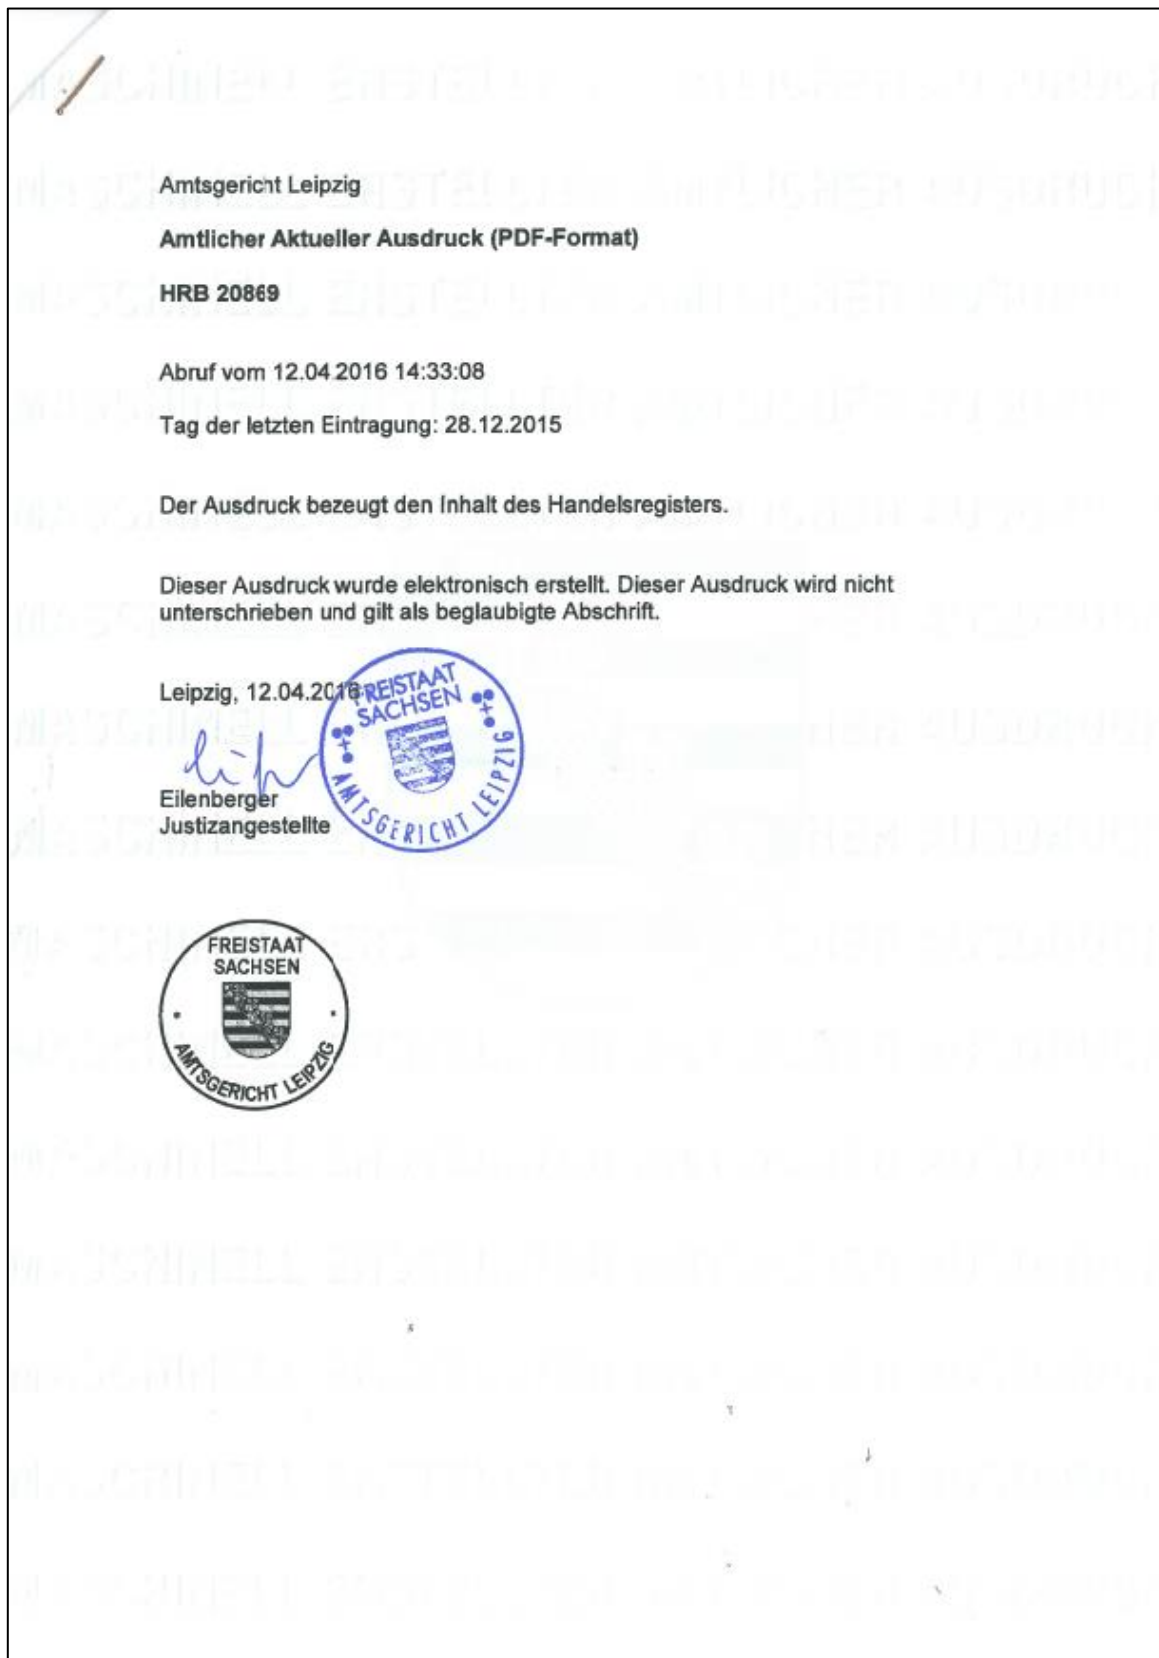 Amtsgericht Leipzig
Amtlicher Aktueller Ausdruck (PDF-Format)
HRB 20869
Abruf vom 12.04.2016 14:33:08
Tag der letzten Eintragung: 28.12.2015
Der Ausdruck bezeugt den Inhalt des Handelsregisters.
Dieser Ausdruck wurde elektronisch erstellt. Dieser Ausdruck wird nicht
unterschrieben und gilt als beglaubigte Abschrift.
Leipzig, 12.04.2016
FREISTAAT
SACHSEN
AMTSGERICHT LEIPZIG
Eilenberger
Justizangestellte
FREISTAAT
SACHSEN
AMTSGERICHT LEIPZIG